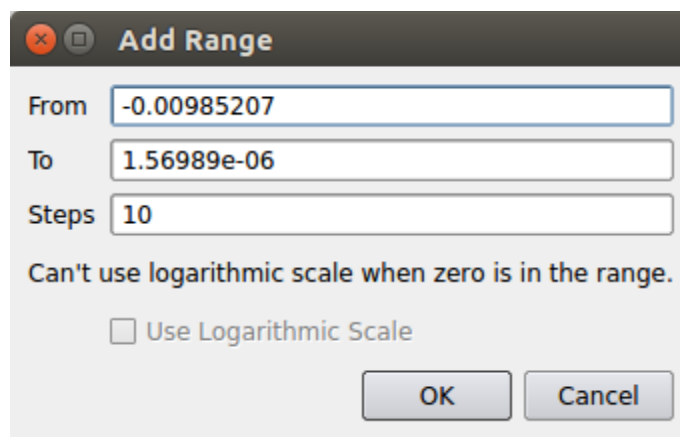 Add Range
From -0.00985207
To 1.56989e-06
Steps 10
Can't use logarithmic scale when zero is in the range.
Use Logarithmic Scale
OK Cancel